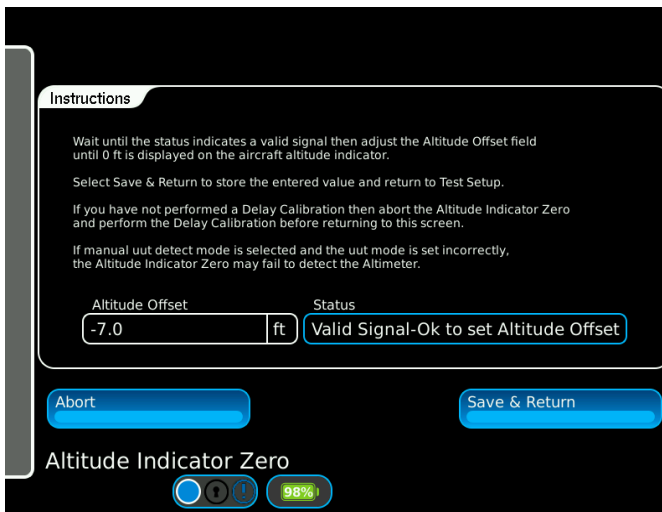 Instructions
Wait until the status indicates a valid signal then adjust the Altitude Offset field
until 0 ft is displayed on the aircraft altitude indicator.
Select Save & Return to store the entered value and return to Test Setup.
If you have not performed a Delay Calibration then abort the Altitude Indicator Zero
and perform the Delay Calibration before returning to this screen.
If manual uut detect mode is selected and the uut mode is set incorrectly,
the Altitude Indicator Zero may fail to detect the Altimeter.
Altitude Offset Status
-7.0 ft Valid Signal-Ok to set Altitude Offset
Abort Save & Return
Altitude Indicator Zero
98%